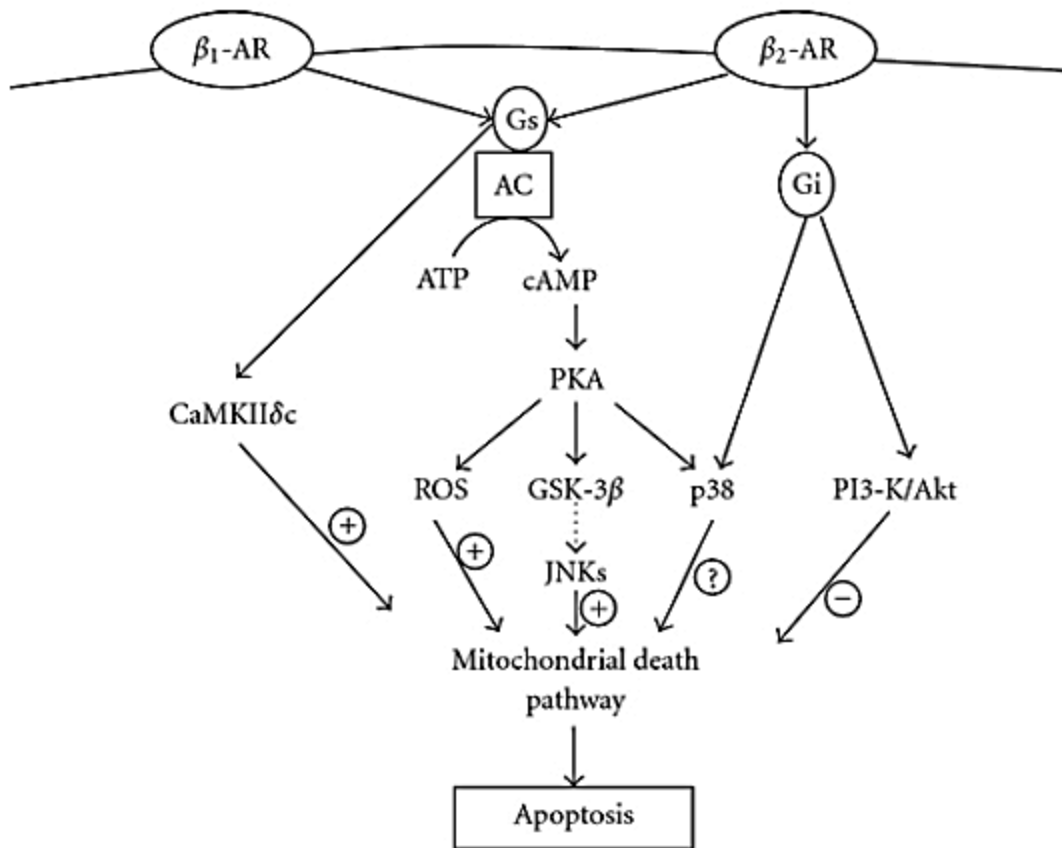 β₁-AR
β₂-AR
Gs
AC
Gi
ATP
cAMP
PKA
CaMKIIδc
ROS
GSK-3β
p38
PI3-K/Akt
+
+
JNKs
+
?
−
Mitochondrial death
pathway
Apoptosis